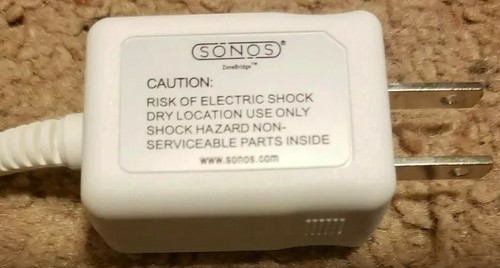 SONOS®
ZoneBridge™
CAUTION:
RISK OF ELECTRIC SHOCK
DRY LOCATION USE ONLY
SHOCK HAZARD NON-
SERVICEABLE PARTS INSIDE
www.sonos.com